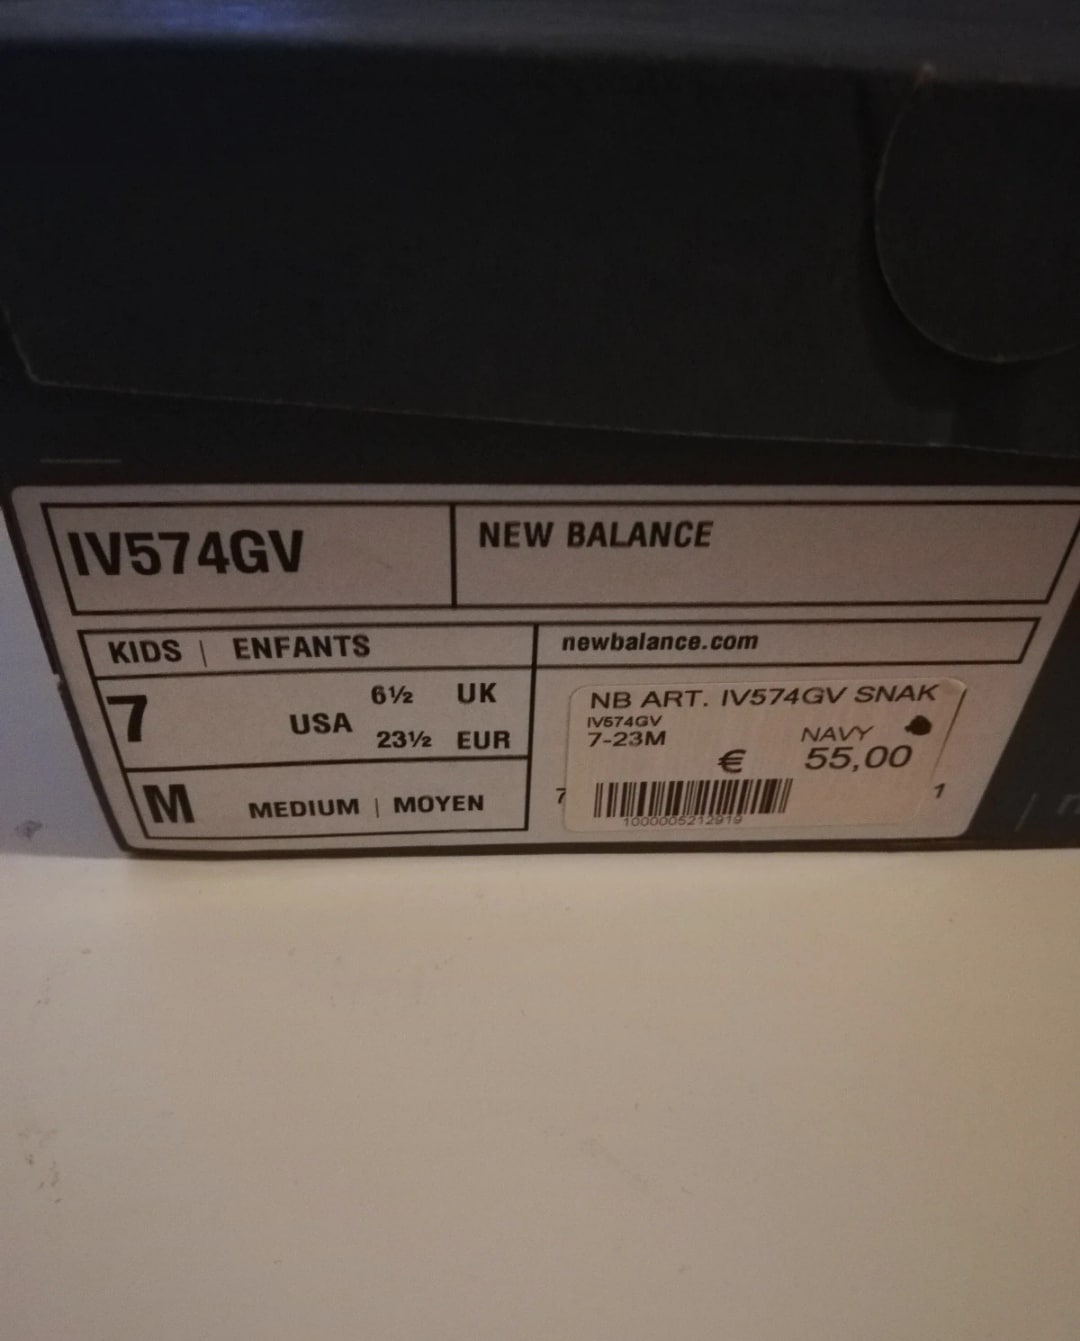 IV574GV
NEW BALANCE
KIDS | ENFANTS
newbalance.com
7 USA 6½ UK
23½ EUR
M MEDIUM | MOYEN
NB ART. IV574GV SNAK
IV574GV
7-23M NAVY
€ 55,00
7 1
1000005212919